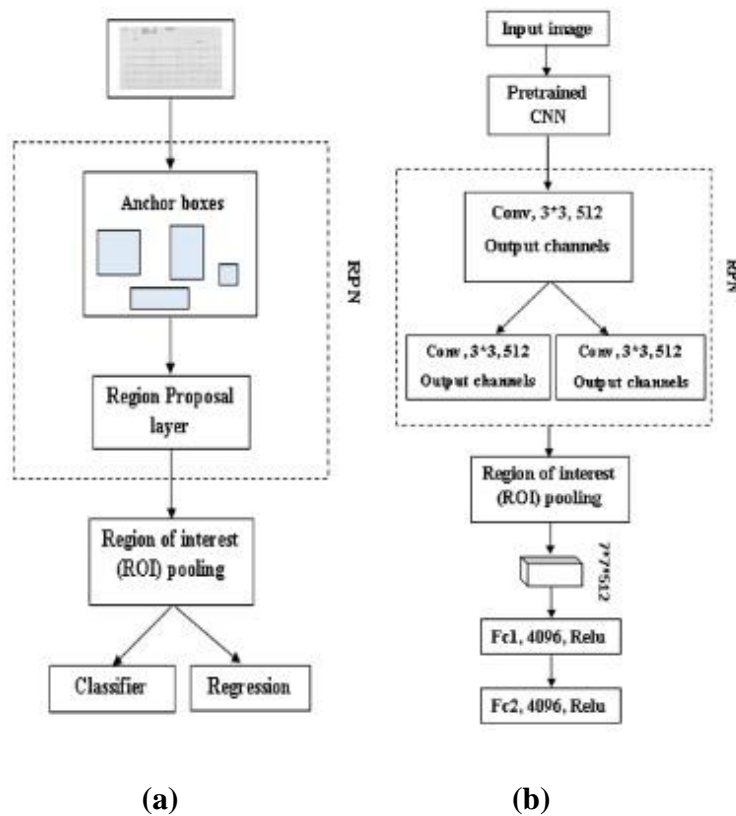 Anchor boxes
RPN
Region Proposal
layer
Region of interest
(ROI) pooling
Classifier
Regression
(a)
Input image
Pretrained
CNN
Conv, 3*3, 512
Output channels
RPN
Conv, 3*3, 512
Output channels
Conv, 3*3, 512
Output channels
Region of interest
(ROI) pooling
7*7*512
Fc1, 4096, Relu
Fc2, 4096, Relu
(b)